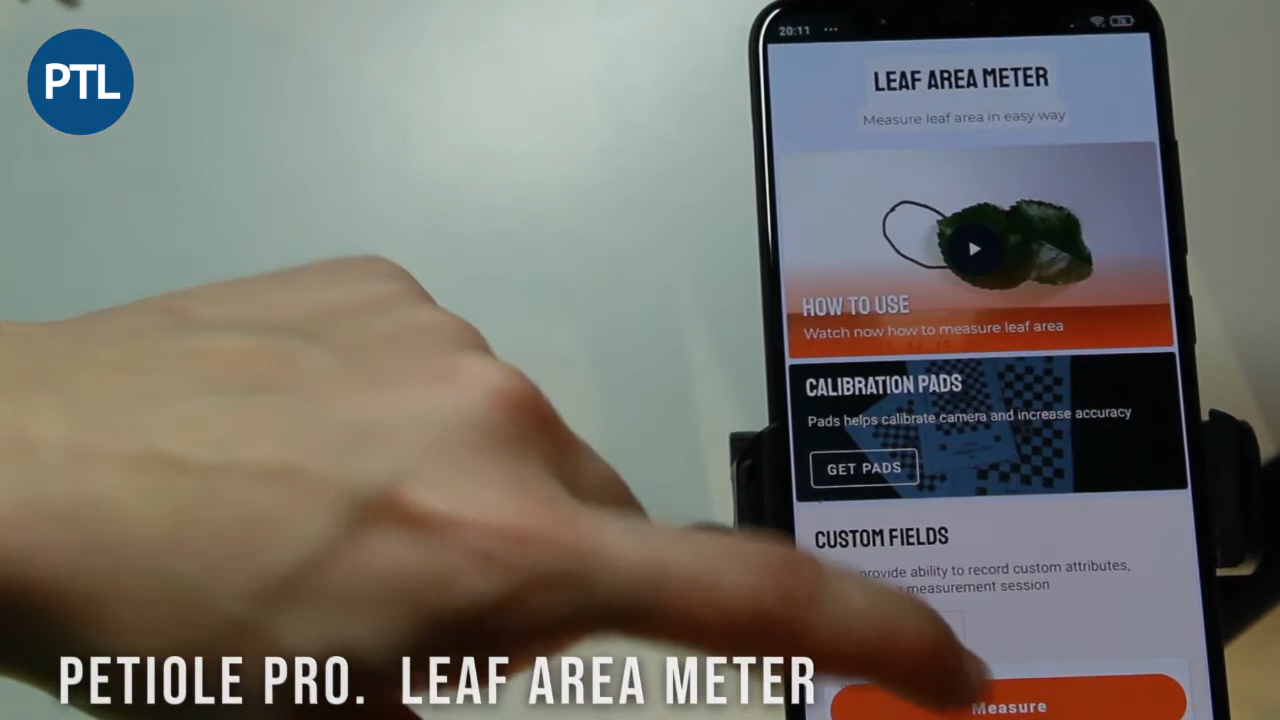 PTL
20:11
LEAF AREA METER
Measure leaf area in easy way
HOW TO USE
Watch now how to measure leaf area
CALIBRATION PADS
Pads helps calibrate camera and increase accuracy
GET PADS
CUSTOM FIELDS
provide ability to record custom attributes,
measurement session
Measure
PETIOLE PRO. LEAF AREA METER